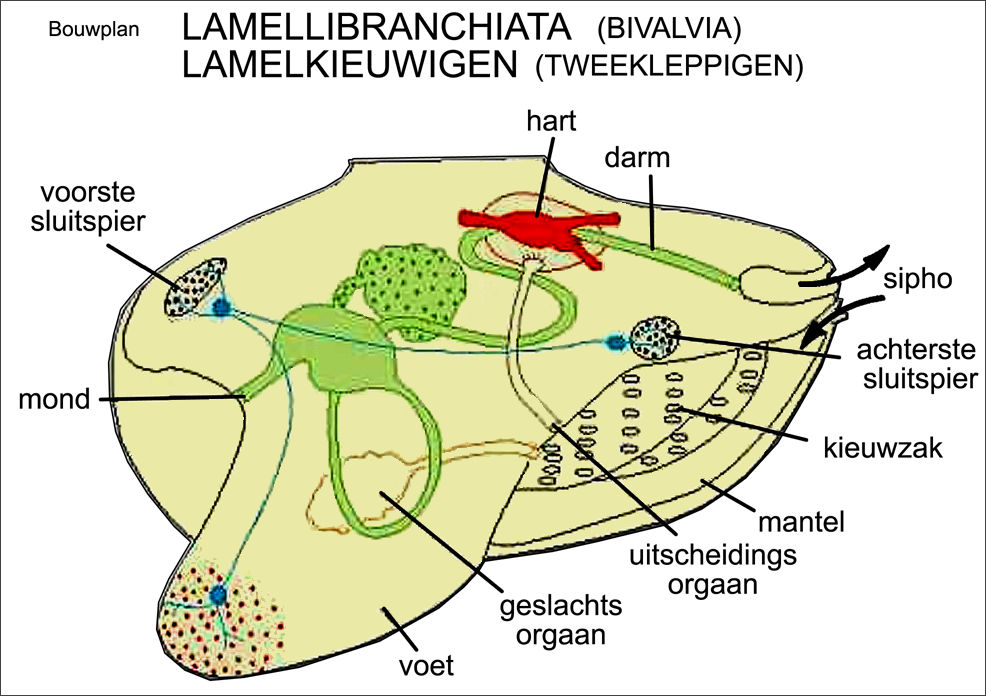 Bouwplan LAMELLIBRANCHIATA (BIVALVIA)
LAMELKIEUWIGEN (TWEEKLEPPIGEN)
hart
darm
voorste
sluitspier
sipho
achterste
sluitspier
mond
kieuwzak
mantel
uitscheidings
orgaan
geslachts
orgaan
voet